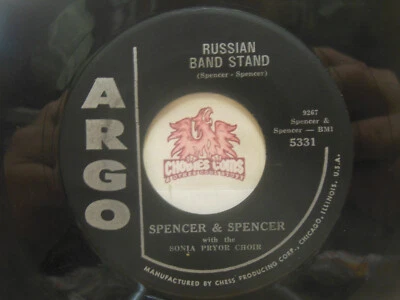 RUSSIAN
BAND STAND
(Spencer - Spencer)
ARGO
9267
Spencer &
Spencer — BMI
5331
SPENCER & SPENCER
with the
SONJA PRYOR CHOIR
MANUFACTURED BY CHESS PRODUCING CORP., CHICAGO, ILLINOIS, U.S.A.